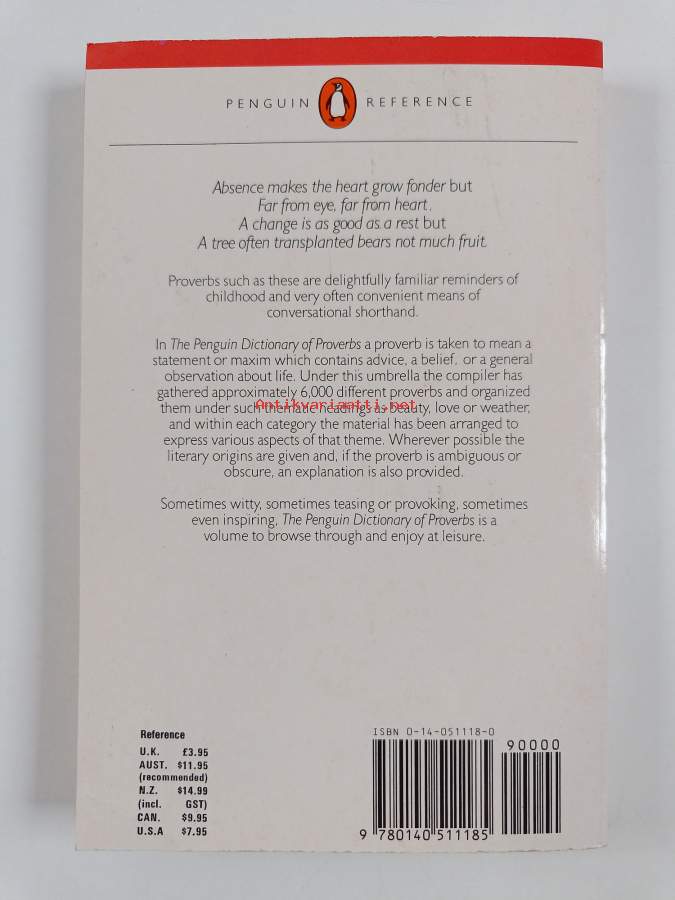 PENGUIN REFERENCE
Absence makes the heart grow fonder but
Far from eye, far from heart.
A change is as good as a rest but
A tree often transplanted bears not much fruit.
Proverbs such as these are delightfully familiar reminders of
childhood and very often convenient means of
conversational shorthand.
In The Penguin Dictionary of Proverbs a proverb is taken to mean a
statement or maxim which contains advice, a belief, or a general
observation about life. Under this umbrella the compiler has
gathered approximately 6,000 different proverbs and organized
them under such thematic headings as beauty, love or weather,
Antikvariaatti.net
and within each category the material has been arranged to
express various aspects of that theme. Wherever possible the
literary origins are given and, if the proverb is ambiguous or
obscure, an explanation is also provided.
Sometimes witty, sometimes teasing or provoking, sometimes
even inspiring, The Penguin Dictionary of Proverbs is a
volume to browse through and enjoy at leisure.
Reference
U.K. £3.95
AUST. $11.95
(recommended)
N.Z. $14.99
(incl. GST)
CAN. $9.95
U.S.A $7.95
ISBN 0-14-051118-0
90000
9 780140 511185